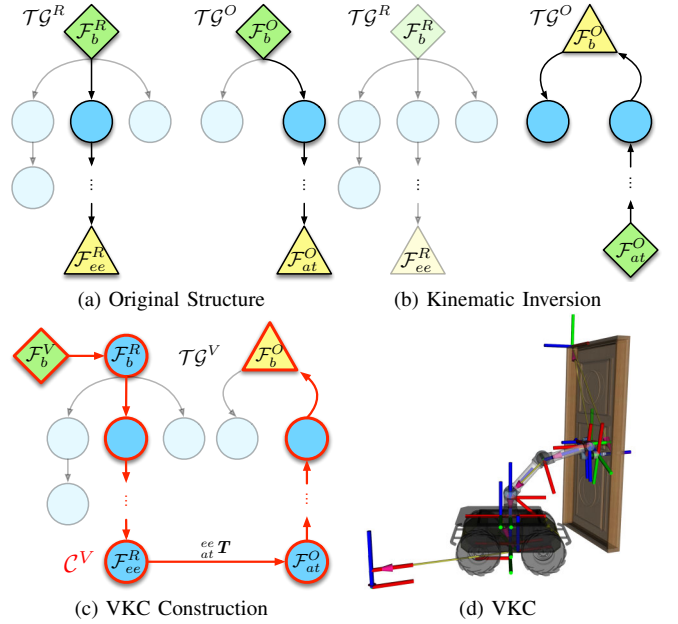 𝒯𝒢^R ℱ_b^R 𝒯𝒢^O ℱ_b^O 𝒯𝒢^R ℱ_b^R 𝒯𝒢^O ℱ_b^O
⋮ ⋮ ⋮ ⋮
ℱ_ee^R ℱ_at^O ℱ_ee^R ℱ_at^O
(a) Original Structure (b) Kinematic Inversion
ℱ_b^V ℱ_b^R 𝒯𝒢^V ℱ_b^O
⋮ ⋮
𝒞^V ℱ_ee^R ^ee_at T ℱ_at^O
(c) VKC Construction (d) VKC